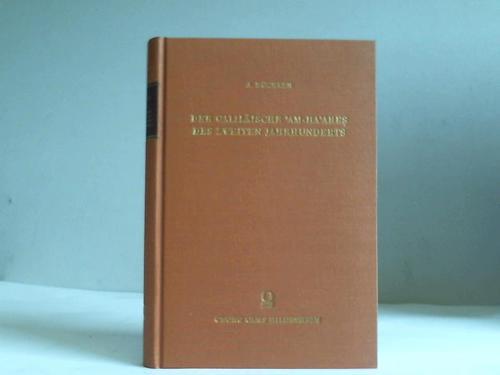 A. BÜCHLER
DER GALILÄISCHE 'AM-HA'AREṢ
DES ZWEITEN JAHRHUNDERTS
GEORG OLMS HILDESHEIM